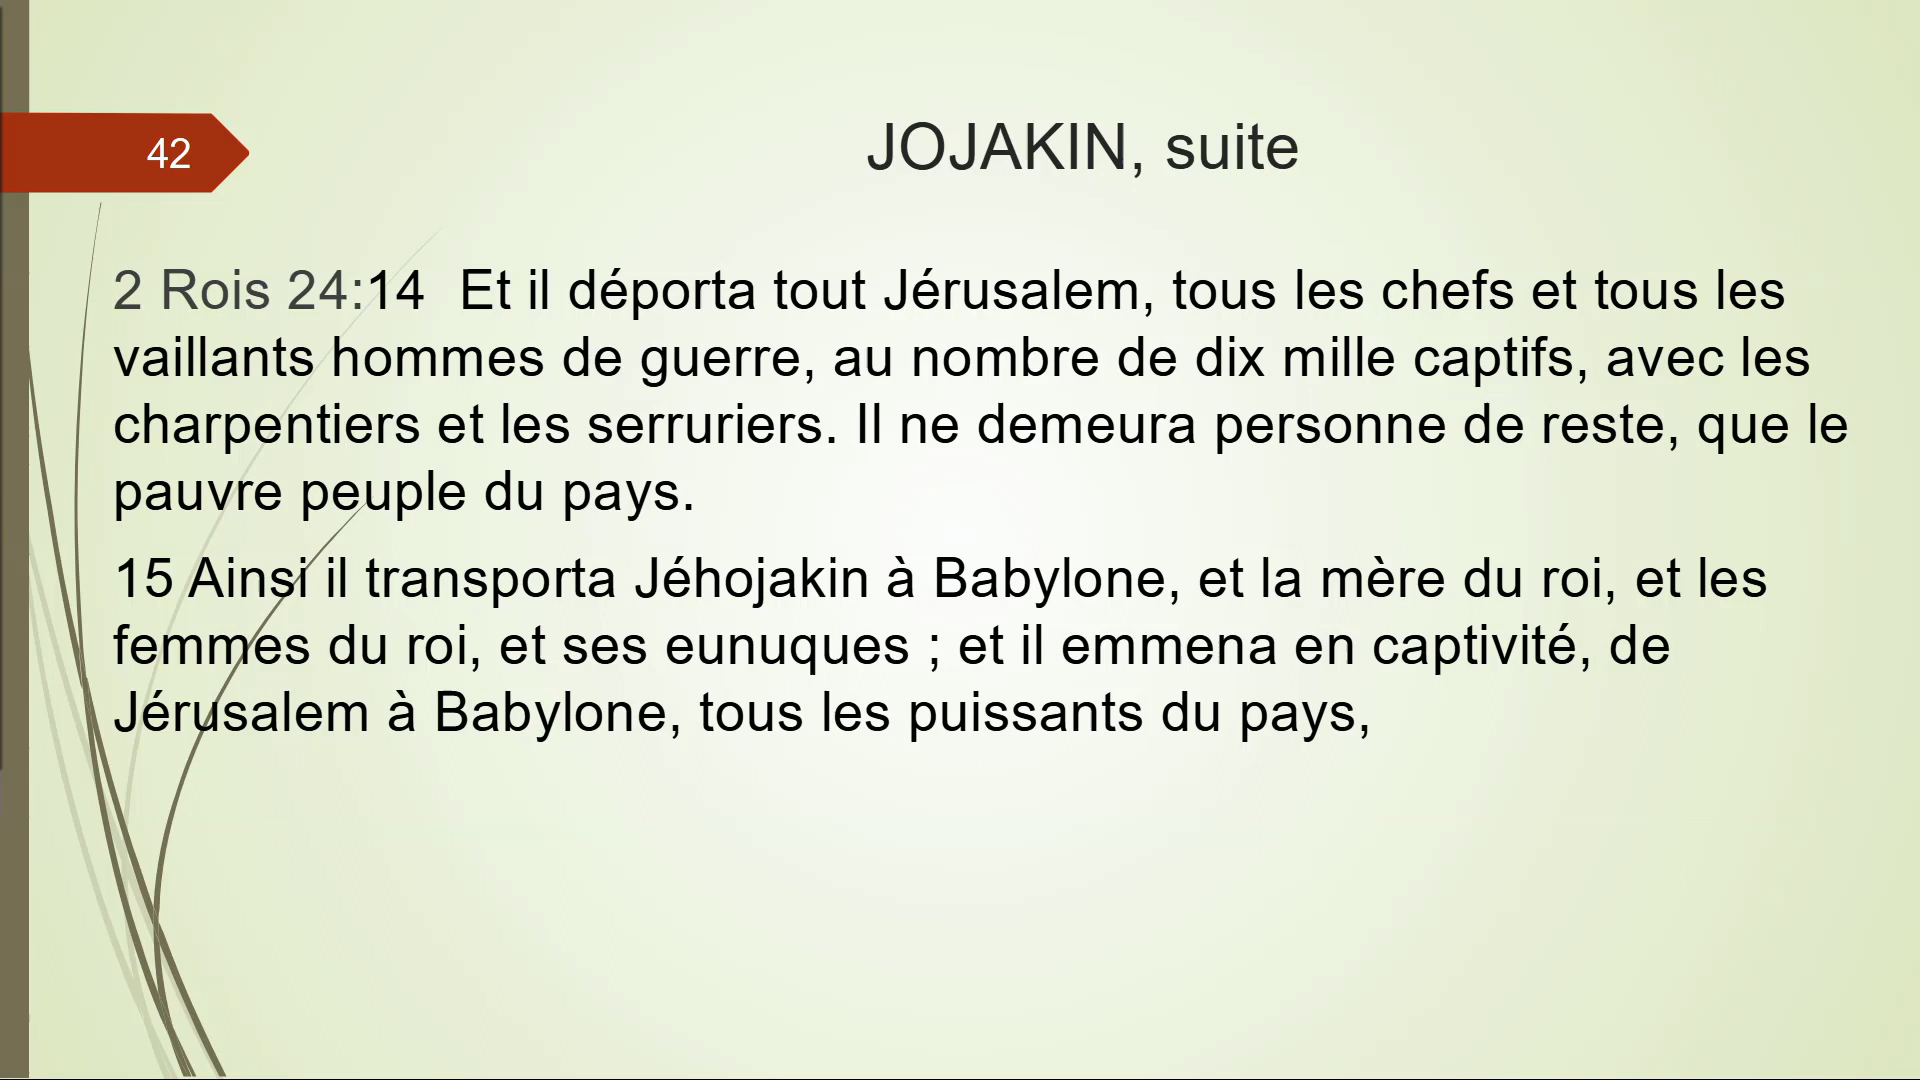 42
JOJAKIN, suite
2 Rois 24:14  Et il déporta tout Jérusalem, tous les chefs et tous les
vaillants hommes de guerre, au nombre de dix mille captifs, avec les
charpentiers et les serruriers. Il ne demeura personne de reste, que le
pauvre peuple du pays.
15 Ainsi il transporta Jéhojakin à Babylone, et la mère du roi, et les
femmes du roi, et ses eunuques ; et il emmena en captivité, de
Jérusalem à Babylone, tous les puissants du pays,